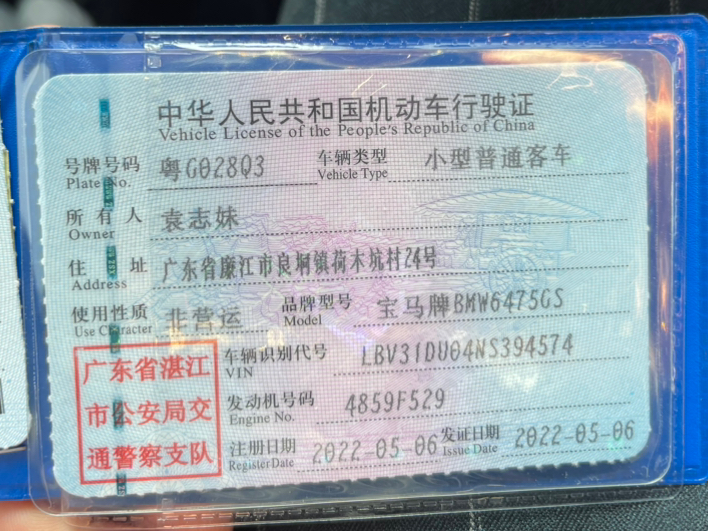 中华人民共和国机动车行驶证
Vehicle License of the People's Republic of China
号牌号码 粤G028Q3 车辆类型 小型普通客车
Plate No. Vehicle Type
所有人 袁志妹
Owner
住址 广东省廉江市良垌镇荷木坑村24号
Address
使用性质 非营运 品牌型号 宝马牌BMW6475GS
Use Character Model
广东省湛江 车辆识别代号 LBV31DU04NS394574
VIN
市公安局交 发动机号码 4859F529
Engine No.
通警察支队 注册日期 2022-05-06 发证日期 2022-05-06
Register Date Issue Date